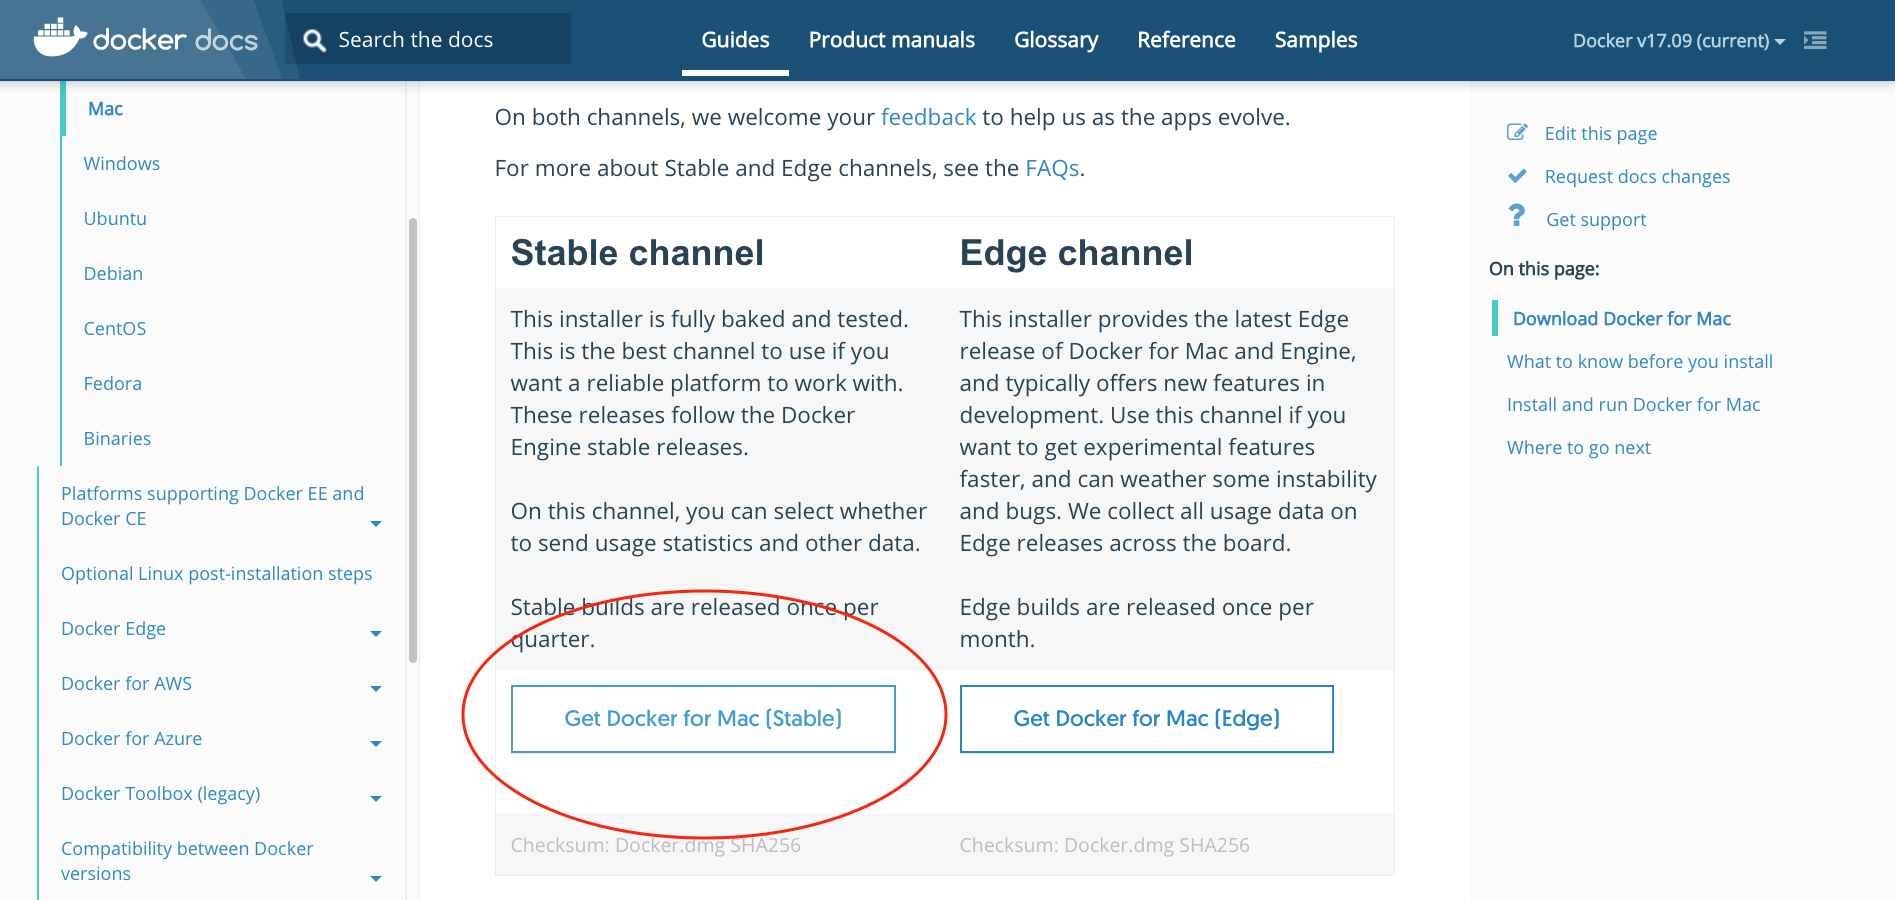 docker docs
Search the docs
Guides
Product manuals
Glossary
Reference
Samples
Docker v17.09 (current)
Mac
Windows
Ubuntu
Debian
CentOS
Fedora
Binaries
Platforms supporting Docker EE and
Docker CE
Optional Linux post-installation steps
Docker Edge
Docker for AWS
Docker for Azure
Docker Toolbox (legacy)
Compatibility between Docker
versions
On both channels, we welcome your feedback to help us as the apps evolve.
For more about Stable and Edge channels, see the FAQs.
Stable channel
This installer is fully baked and tested.
This is the best channel to use if you
want a reliable platform to work with.
These releases follow the Docker
Engine stable releases.
On this channel, you can select whether
to send usage statistics and other data.
Stable builds are released once per
quarter.
Get Docker for Mac (Stable)
Checksum: Docker.dmg SHA256
Edge channel
This installer provides the latest Edge
release of Docker for Mac and Engine,
and typically offers new features in
development. Use this channel if you
want to get experimental features
faster, and can weather some instability
and bugs. We collect all usage data on
Edge releases across the board.
Edge builds are released once per
month.
Get Docker for Mac (Edge)
Checksum: Docker.dmg SHA256
Edit this page
Request docs changes
Get support
On this page:
Download Docker for Mac
What to know before you install
Install and run Docker for Mac
Where to go next